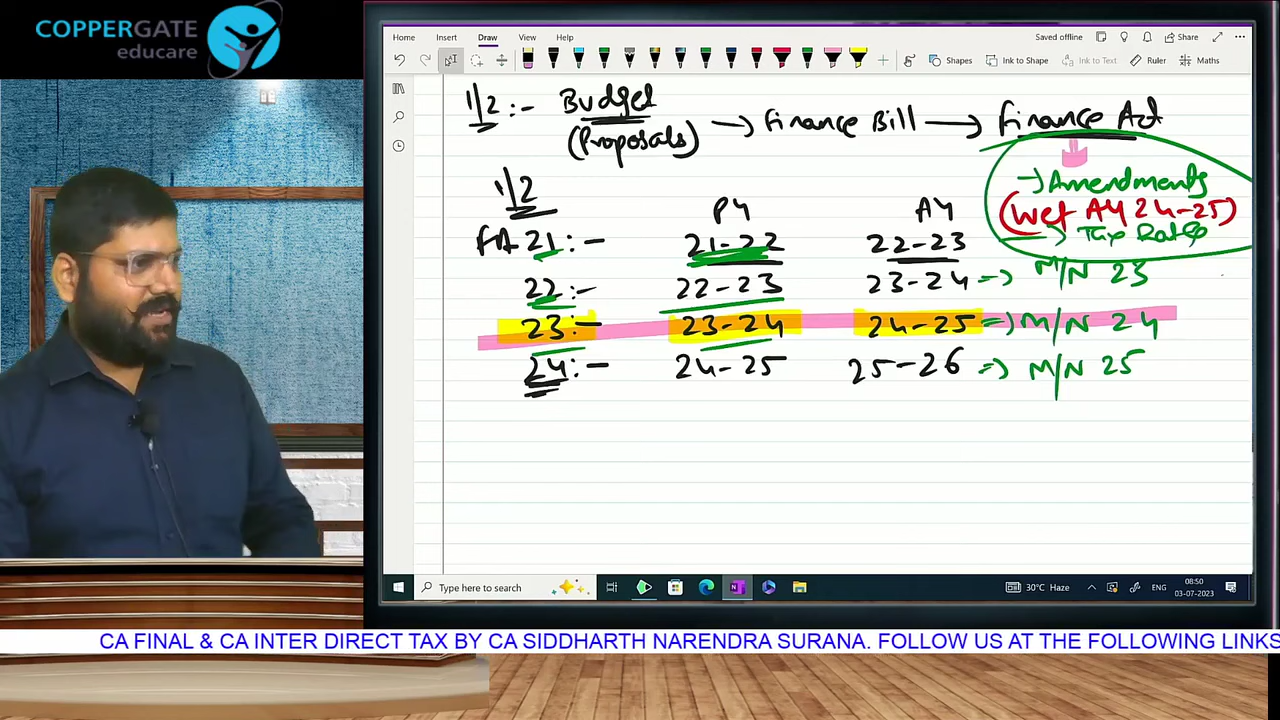 COPPERGATE
educare
Home Insert Draw View Help
Saved offline Share
Shapes Ink to Shape Ink to Text Ruler Maths
1/2 :- Budget → Finance Bill → Finance Act
(Proposals)
→ Amendments
(wef AY 24-25)
→ Tax Rates
1/2
PY AY
FA 21 :- 21-22 22-23
22 :- 22-23 23-24 => M/N 23
23 :- 23-24 24-25 => M/N 24
24 :- 24-25 25-26 => M/N 25
Type here to search
30°C Haze ENG 08:50
03-07-2023
CA FINAL & CA INTER DIRECT TAX BY CA SIDDHARTH NARENDRA SURANA. FOLLOW US AT THE FOLLOWING LINKS